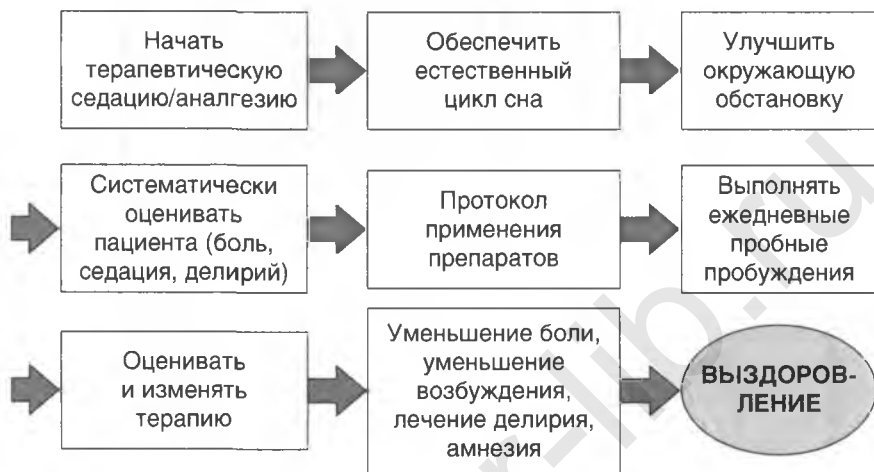 Начать
терапевтическую
седацию/аналгезию
Обеспечить
естественный
цикл сна
Улучшить
окружающую
обстановку
Систематически
оценивать
пациента (боль,
седация, делирий)
Протокол
применения
препаратов
Выполнять
ежедневные
пробные
пробуждения
Оценивать
и изменять
терапию
Уменьшение боли,
уменьшение
возбуждения,
лечение делирия,
амнезия
ВЫЗДОРОВ-
ЛЕНИЕ